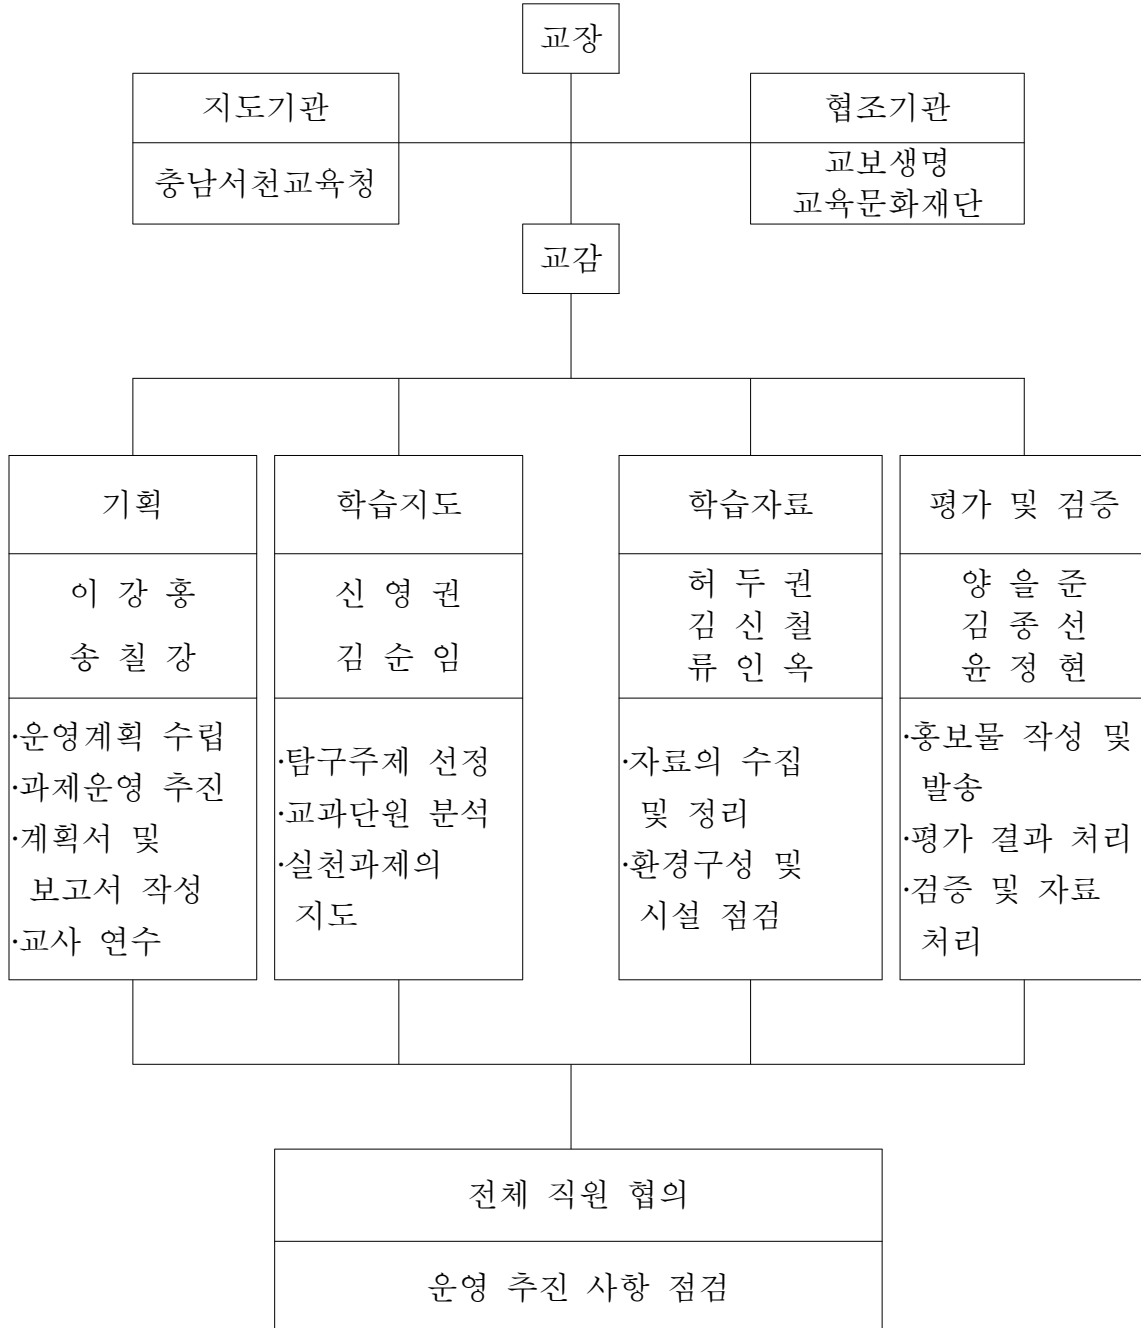 교장
지도기관
충남서천교육청
협조기관
교보생명
교육문화재단
교감
기획
이 강 홍
송 칠 강
·운영계획 수립
·과제운영 추진
·계획서 및
보고서 작성
·교사 연수
학습지도
신 영 권
김 순 임
·탐구주제 선정
·교과단원 분석
·실천과제의
지도
학습자료
허 두 권
김 신 철
류 인 옥
·자료의 수집
및 정리
·환경구성 및
시설 점검
평가 및 검증
양 을 준
김 종 선
윤 정 현
·홍보물 작성 및
발송
·평가 결과 처리
·검증 및 자료
처리
전체 직원 협의
운영 추진 사항 점검